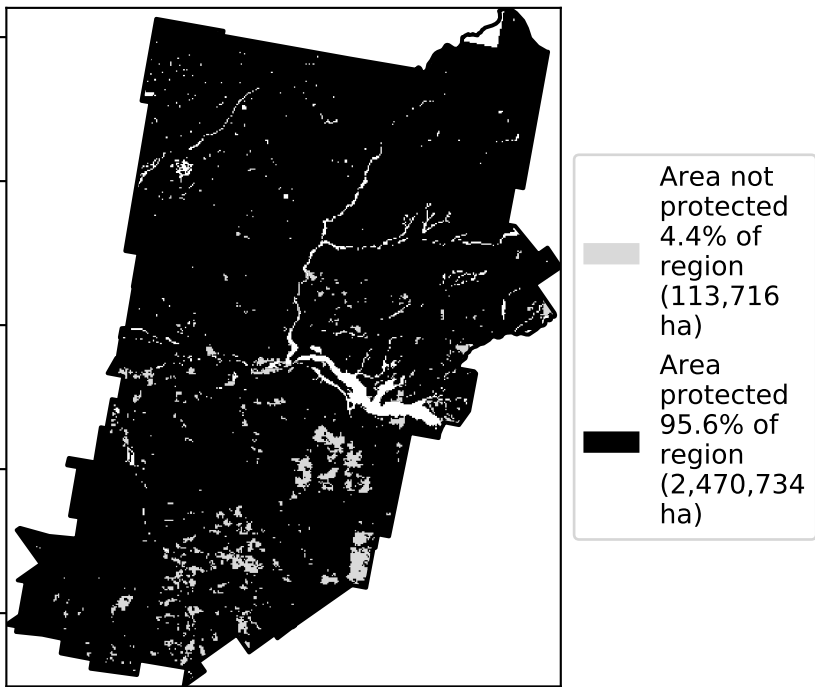 Area not
protected
4.4% of
region
(113,716
ha)
Area
protected
95.6% of
region
(2,470,734
ha)